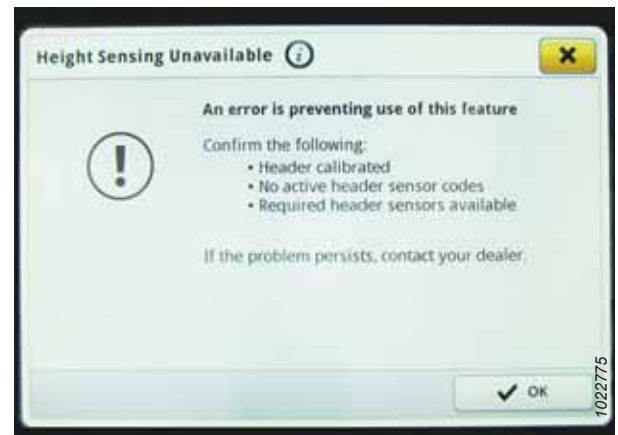 Height Sensing Unavailable
An error is preventing use of this feature
Confirm the following:
• Header calibrated
• No active header sensor codes
• Required header sensors available
If the problem persists, contact your dealer.
OK
1022775